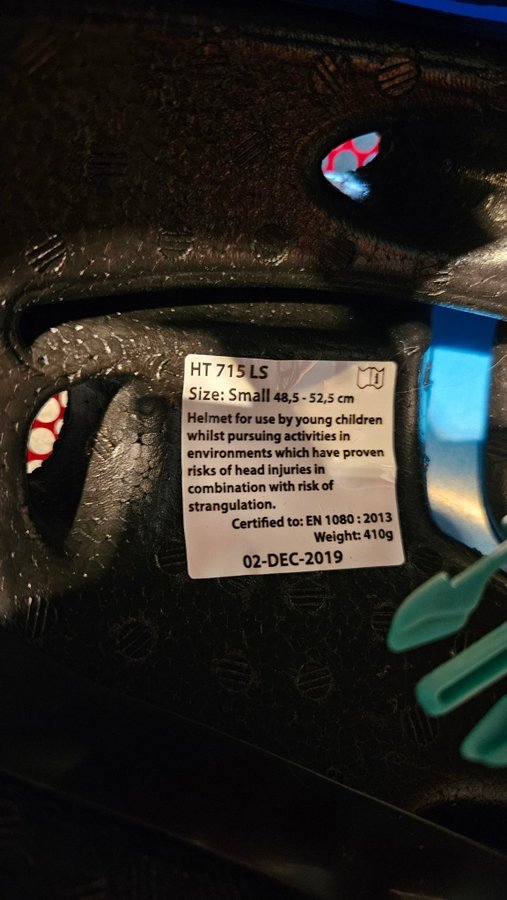 HT 715 LS
Size: Small 48,5 - 52,5 cm
Helmet for use by young children
whilst pursuing activities in
environments which have proven
risks of head injuries in
combination with risk of
strangulation.
Certified to: EN 1080 : 2013
Weight: 410g
02-DEC-2019